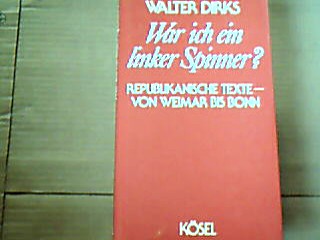 WALTER DIRKS
War ich ein
linker Spinner?
REPUBLIKANISCHE TEXTE—
VON WEIMAR BIS BONN
KÖSEL